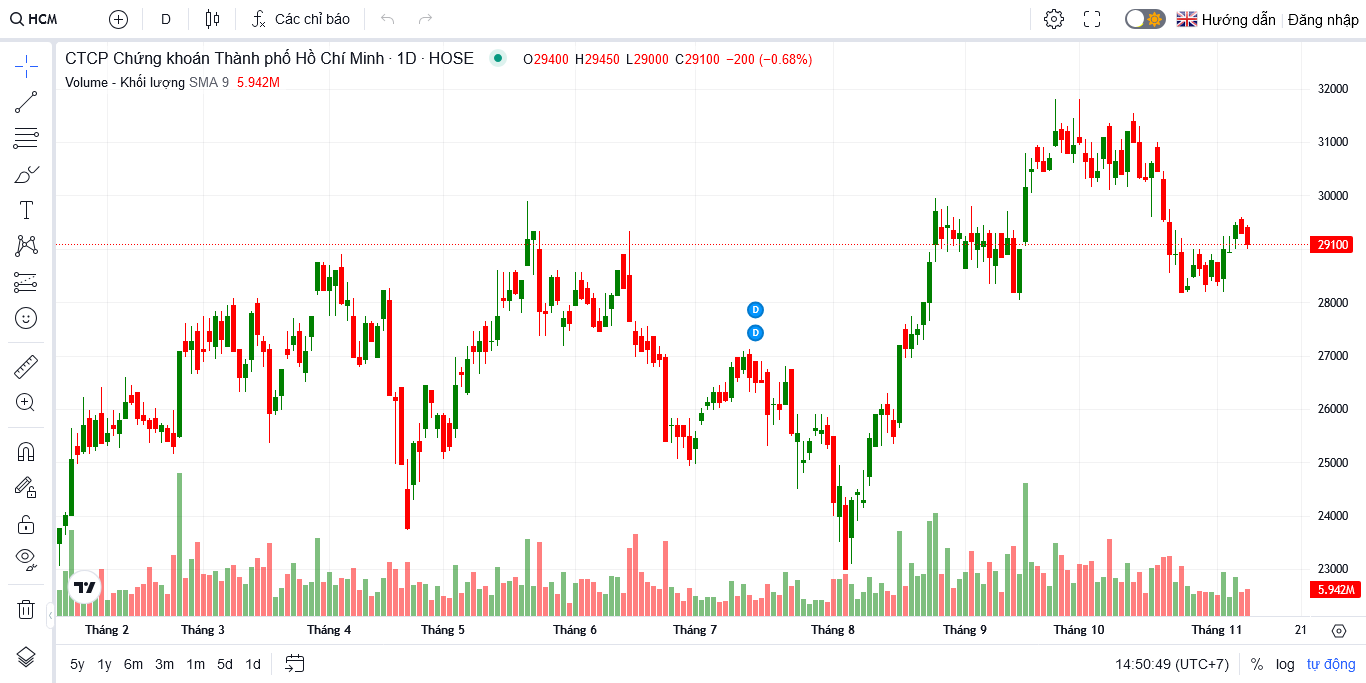 HCM D Các chỉ báo Hướng dẫn Đăng nhập
CTCP Chứng khoán Thành phố Hồ Chí Minh · 1D · HOSE O29400 H29450 L29000 C29100 −200 (−0.68%)
Volume - Khối lượng SMA 9 5.942M
32000
31000
30000
29100
28000
27000
26000
25000
24000
23000
5.942M
D
D
Tháng 2 Tháng 3 Tháng 4 Tháng 5 Tháng 6 Tháng 7 Tháng 8 Tháng 9 Tháng 10 Tháng 11 21
5y 1y 6m 3m 1m 5d 1d 14:50:49 (UTC+7) % log tự động